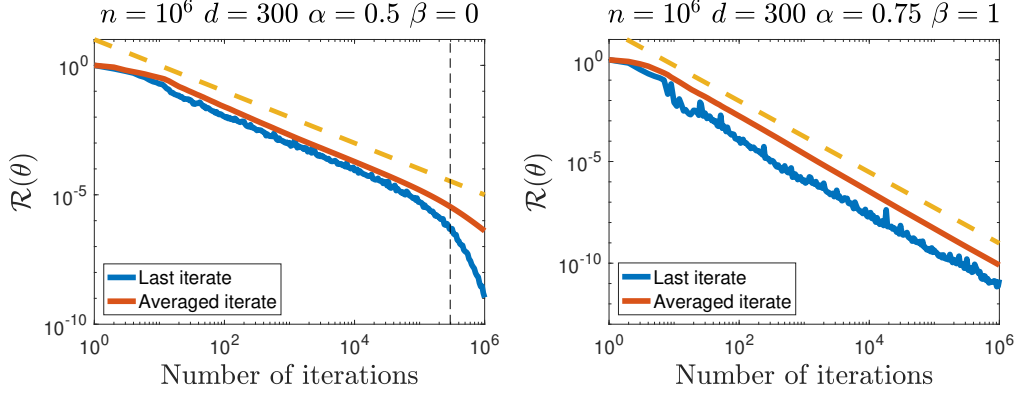 n = 10^6 d = 300 α = 0.5 β = 0
R(θ)
10^0
10^-5
10^-10
Last iterate
Averaged iterate
10^0 10^2 10^4 10^6
Number of iterations
n = 10^6 d = 300 α = 0.75 β = 1
R(θ)
10^0
10^-5
10^-10
Last iterate
Averaged iterate
10^0 10^2 10^4 10^6
Number of iterations